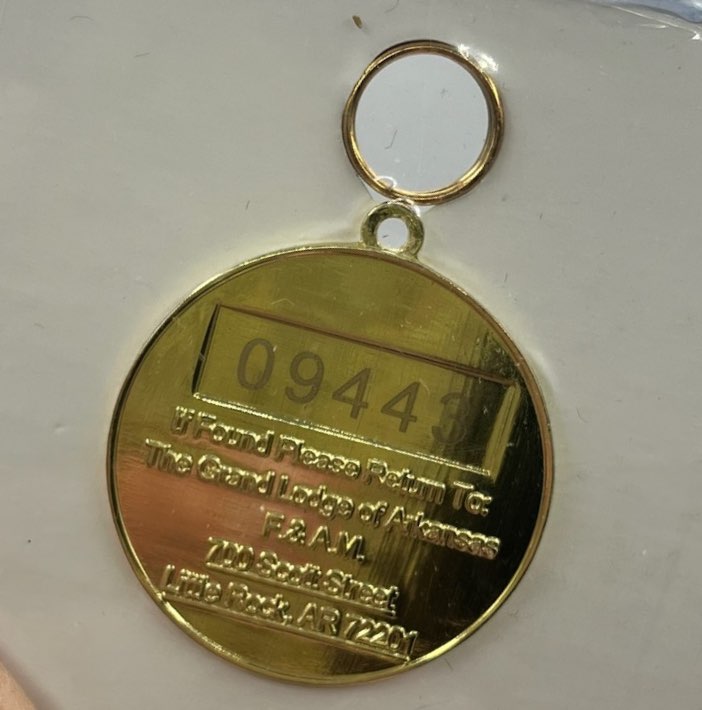 09443
If Found Please Return To:
The Grand Lodge of Arkansas
F. & A.M.
700 Scott Street
Little Rock, AR 72201